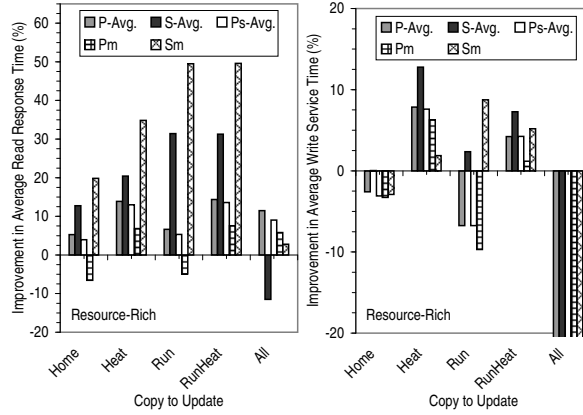 P-Avg. S-Avg. Ps-Avg.
Pm Sm
Improvement in Average Read Response Time (%)
60
50
40
30
20
10
0
-10
-20
Resource-Rich
Home Heat Run RunHeat All
Copy to Update
P-Avg. S-Avg. Ps-Avg.
Pm Sm
Improvement in Average Write Service Time (%)
20
10
0
-10
-20
Resource-Rich
Home Heat Run RunHeat All
Copy to Update